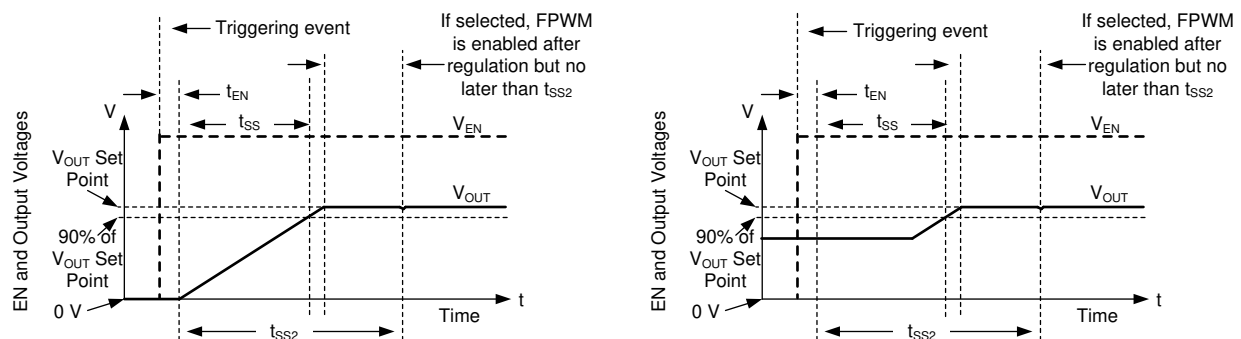 Triggering event
If selected, FPWM
is enabled after
regulation but no
later than tSS2
tEN
V
tSS
VEN
EN and Output Voltages
VOUT Set
Point
VOUT
90% of
VOUT Set
Point
0 V
t
Time
tSS2
Triggering event
If selected, FPWM
is enabled after
regulation but no
later than tSS2
tEN
V
tSS
VEN
EN and Output Voltages
VOUT Set
Point
VOUT
90% of
VOUT Set
Point
0 V
t
Time
tSS2